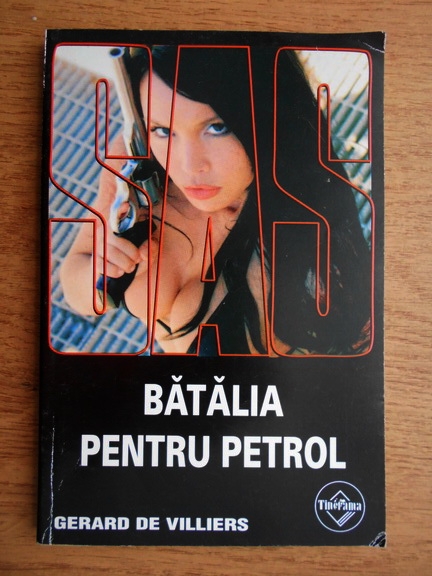 SAS
BĂTĂLIA
PENTRU PETROL
Tinerama
GERARD DE VILLIERS